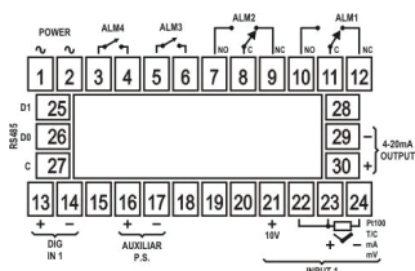 POWER ALM4 ALM3 ALM2 ALM1
NO C NC NO C NC
1 2 3 4 5 6 7 8 9 10 11 12
D1 25 28
RS485 D0 26 29 − 4-20mA
C 27 30 + OUTPUT
13 14 15 16 17 18 19 20 21 22 23 24
+ − + − + Pt100
10V T/C
DIG AUXILIAR + − mA
IN 1 P.S. mV
INPUT 1